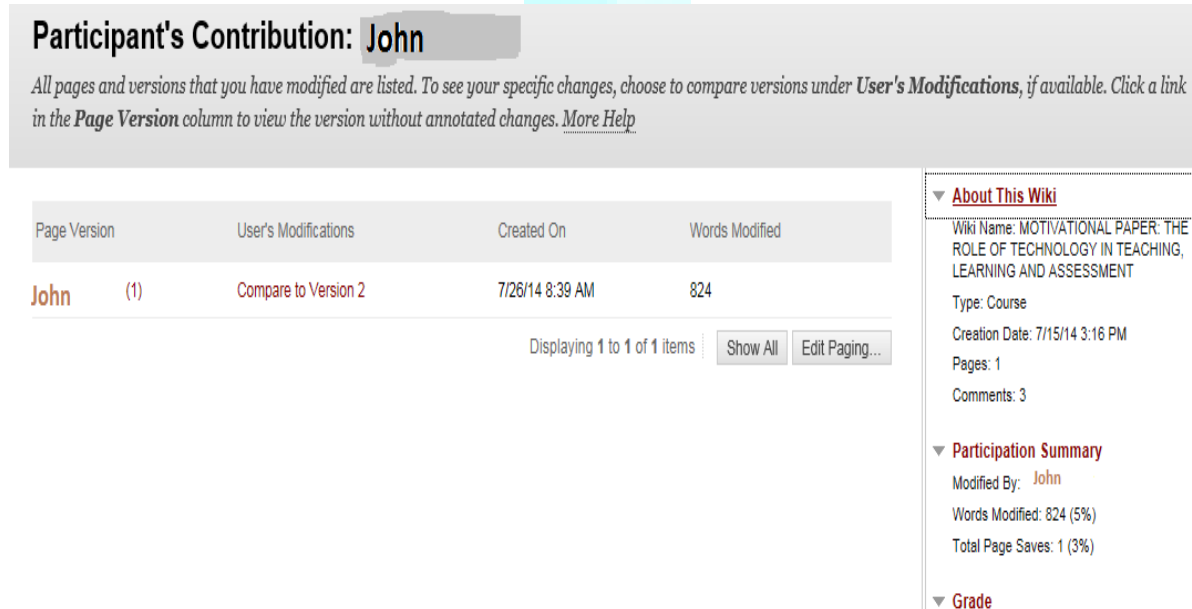 Participant's Contribution: John
All pages and versions that you have modified are listed. To see your specific changes, choose to compare versions under User's Modifications, if available. Click a link
in the Page Version column to view the version without annotated changes. More Help
Page Version User's Modifications Created On Words Modified
John (1) Compare to Version 2 7/26/14 8:39 AM 824
Displaying 1 to 1 of 1 items Show All Edit Paging...
About This Wiki
Wiki Name: MOTIVATIONAL PAPER: THE
ROLE OF TECHNOLOGY IN TEACHING,
LEARNING AND ASSESSMENT
Type: Course
Creation Date: 7/15/14 3:16 PM
Pages: 1
Comments: 3
Participation Summary
Modified By: John
Words Modified: 824 (5%)
Total Page Saves: 1 (3%)
Grade